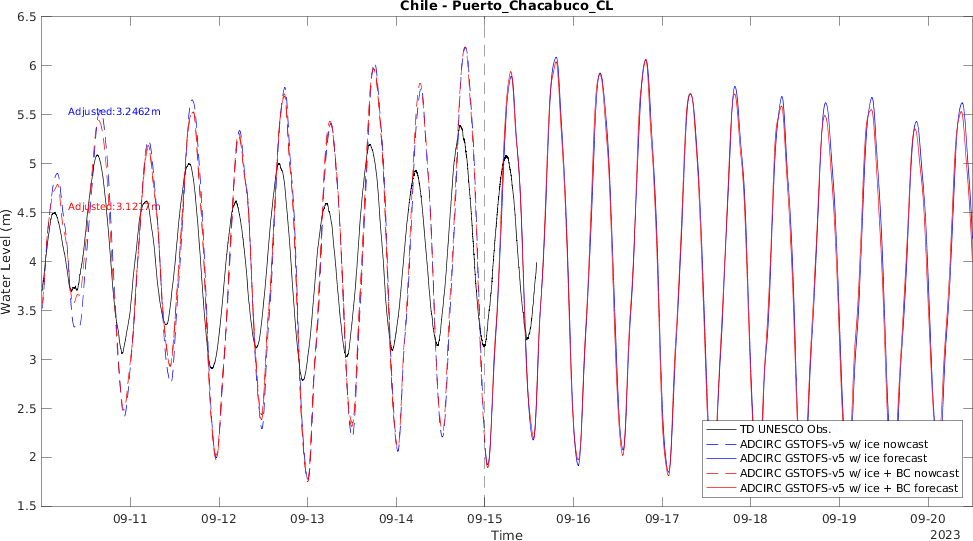 Chile - Puerto_Chacabuco_CL
6.5
6
5.5
5
4.5
4
3.5
3
2.5
2
1.5
Water Level (m)
Adjusted:3.2462m
Adjusted:3.1217m
TD UNESCO Obs.
ADCIRC GSTOFS-v5 w/ ice nowcast
ADCIRC GSTOFS-v5 w/ ice forecast
ADCIRC GSTOFS-v5 w/ ice + BC nowcast
ADCIRC GSTOFS-v5 w/ ice + BC forecast
09-11 09-12 09-13 09-14 09-15 09-16 09-17 09-18 09-19 09-20
Time
2023